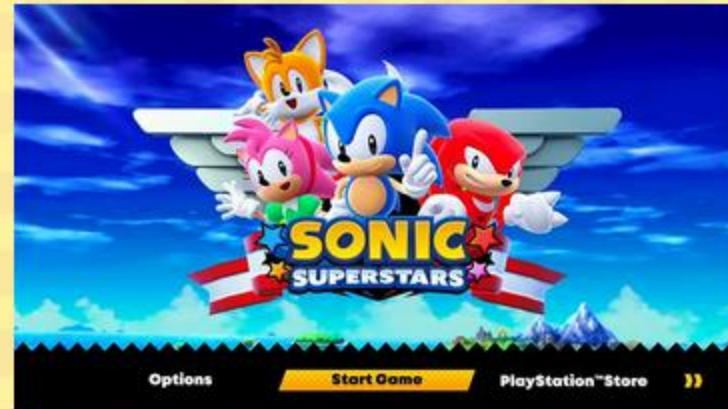 SONIC
SUPERSTARS
Options
Start Game
PlayStation™Store